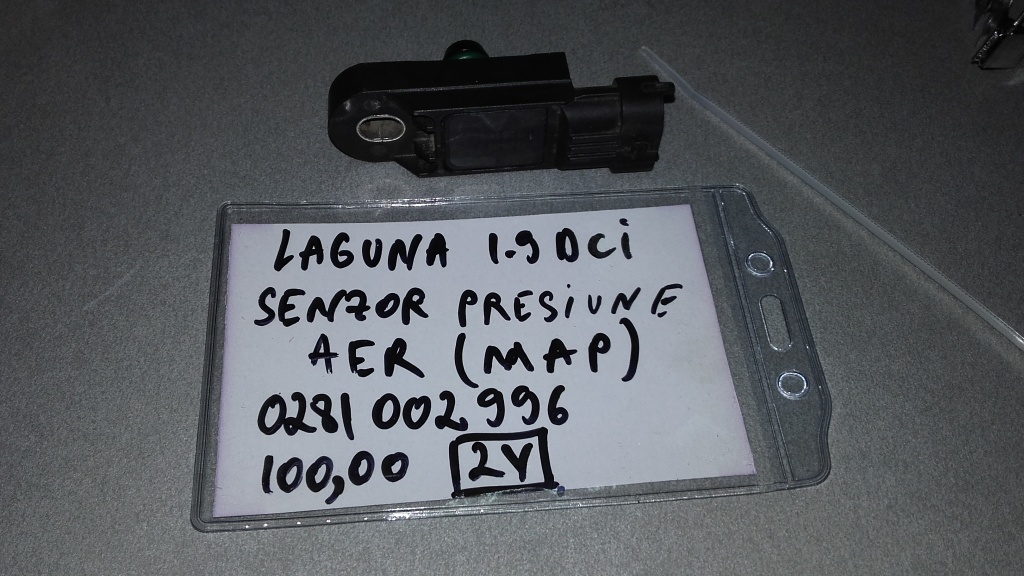 LAGUNA 1.9 DCi
SENZOR PRESIUNE
AER (MAP)
0281 002 996
100,00 2Y